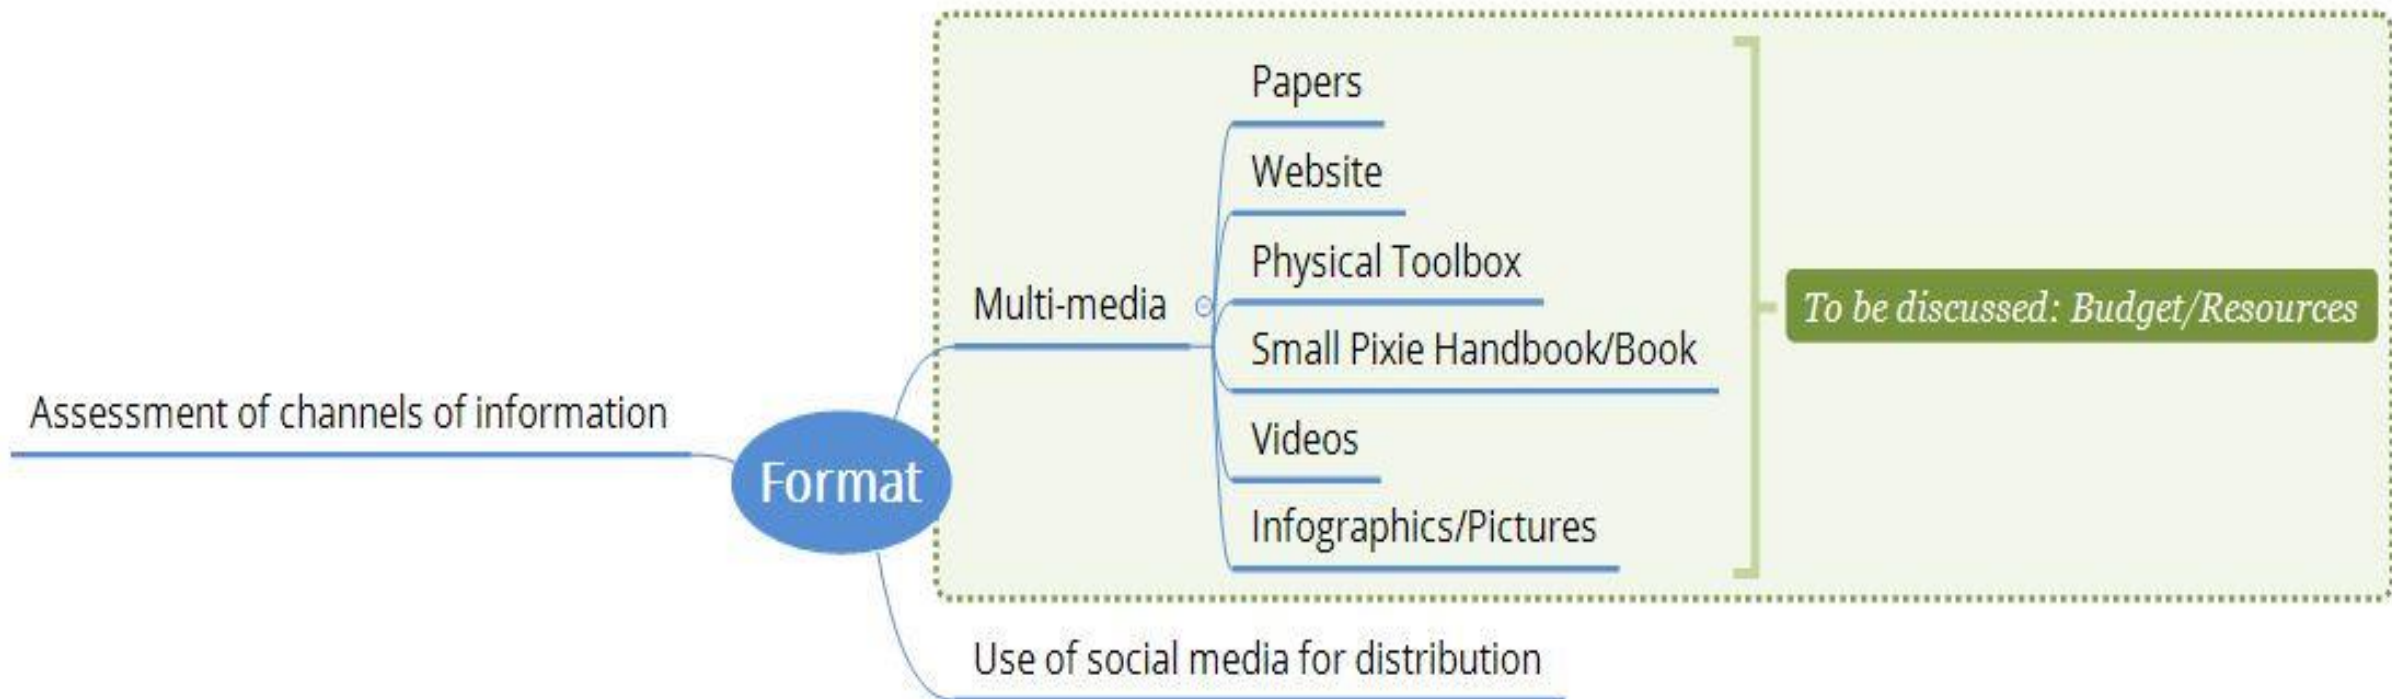 Papers
Website
Physical Toolbox
Multi-media
Small Pixie Handbook/Book
Videos
Infographics/Pictures
To be discussed: Budget/Resources
Assessment of channels of information
Format
Use of social media for distribution